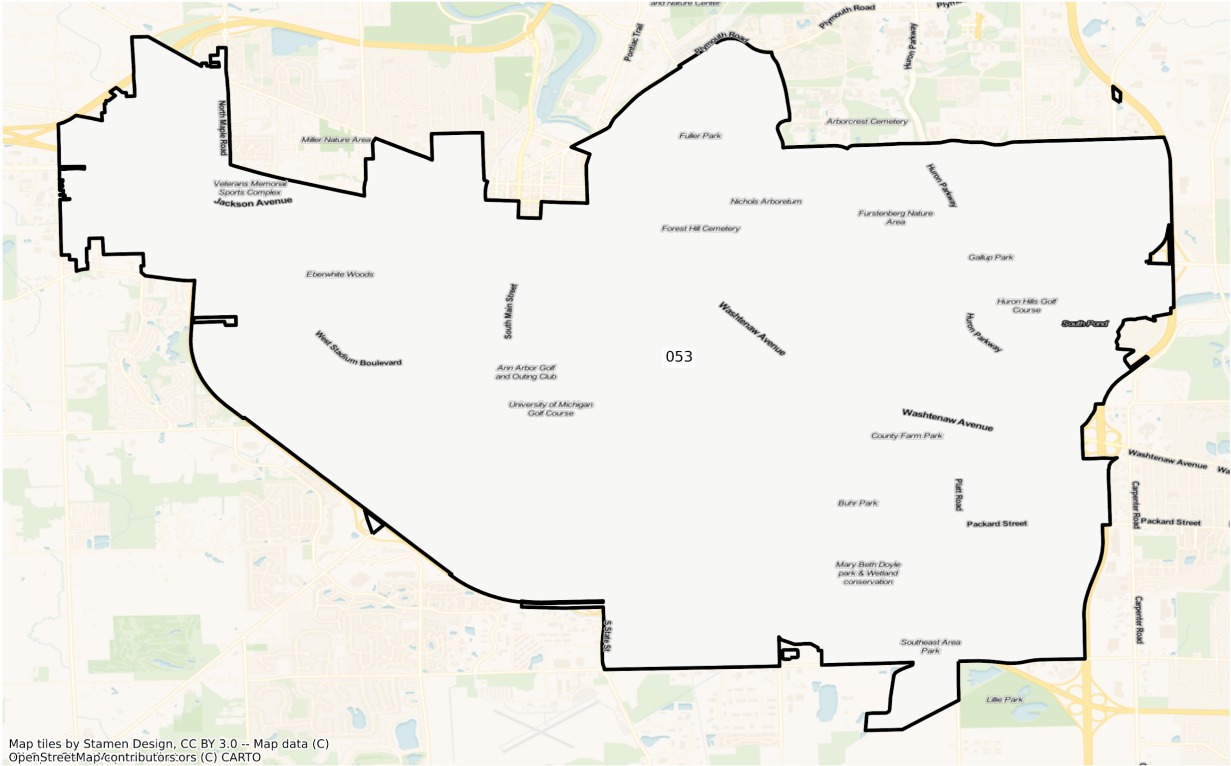 and Nature Center
Plymouth Road
Pontiac Trail
Plymouth Road
Huron Parkway
North Maple Road
Miller Nature Area
Fuller Park
Arborcrest Cemetery
Veterans Memorial
Sports Complex
Jackson Avenue
Nichols Arboretum
Huron Parkway
Furstenberg Nature
Area
Forest Hill Cemetery
Gallup Park
Eberwhite Woods
South Main Street
Washtenaw Avenue
Huron Hills Golf
Course
Huron Parkway
South Pond
West Stadium Boulevard
053
Ann Arbor Golf
and Outing Club
University of Michigan
Golf Course
Washtenaw Avenue
County Farm Park
Washtenaw Avenue
Buhr Park
Platt Road
Packard Street
Carpenter Road
Packard Street
Mary Beth Doyle
park & Wetland
conservation
S State St
Southeast Area
Park
Carpenter Road
Lillie Park
Map tiles by Stamen Design, CC BY 3.0 -- Map data (C)
OpenStreetMap contributors (C) CARTO